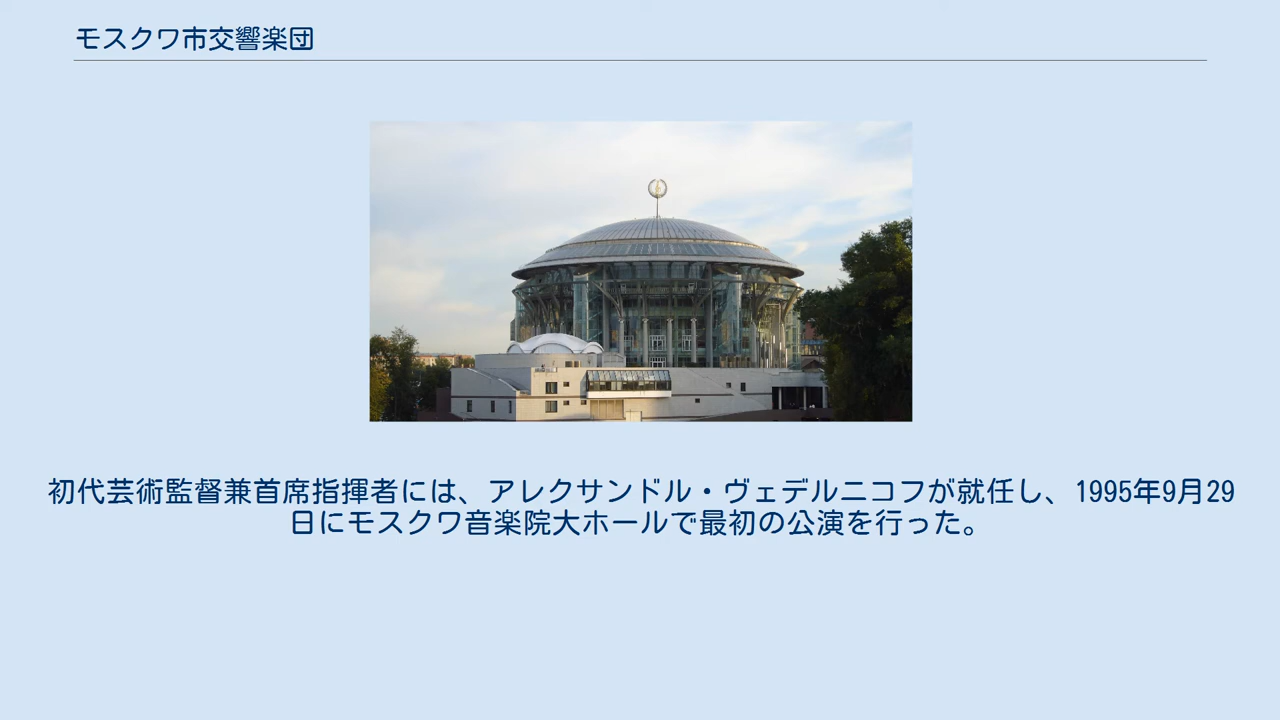 モスクワ市交響楽団
初代芸術監督兼首席指揮者には、アレクサンドル・ヴェデルニコフが就任し、1995年9月29
日にモスクワ音楽院大ホールで最初の公演を行った。